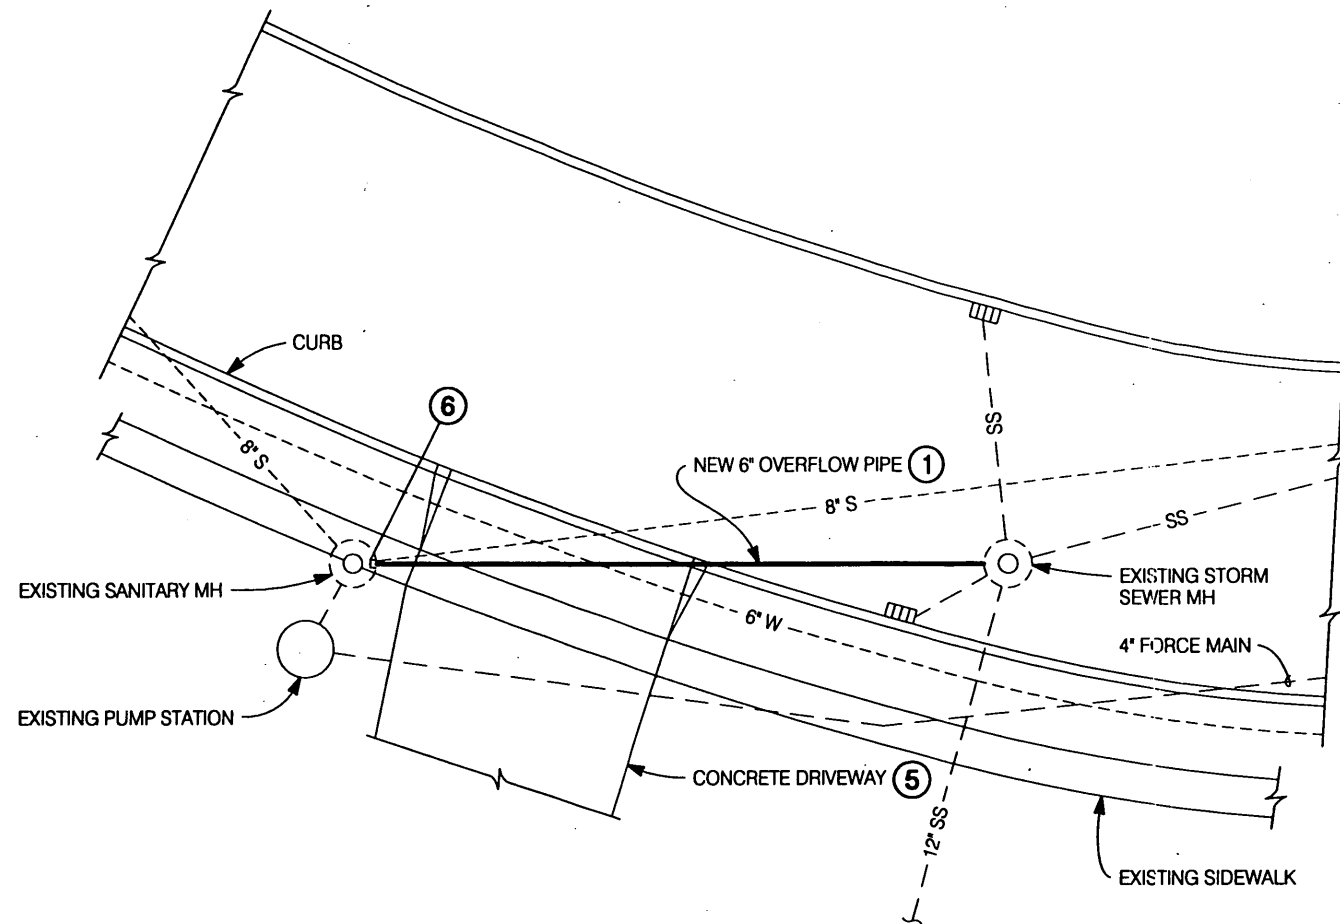 CURB
6
8" S
NEW 6" OVERFLOW PIPE 1
8" S
SS
SS
EXISTING SANITARY MH
EXISTING STORM
SEWER MH
6" W
4" FORCE MAIN
EXISTING PUMP STATION
CONCRETE DRIVEWAY 5
12" SS
EXISTING SIDEWALK